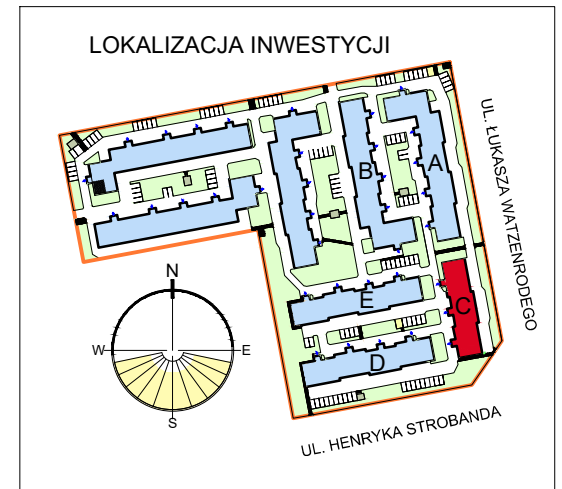 LOKALIZACJA INWESTYCJI
UL. ŁUKASZA WATZENRODEGO
A
B
C
E
D
N
W
E
S
UL. HENRYKA STROBANDA